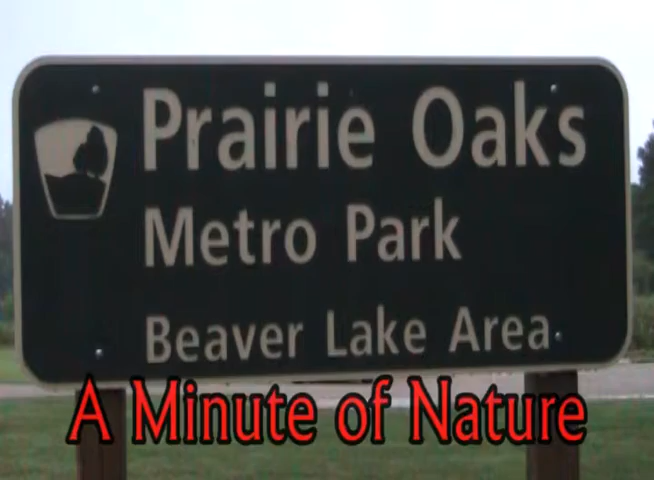 Prairie Oaks
Metro Park
Beaver Lake Area
A Minute of Nature